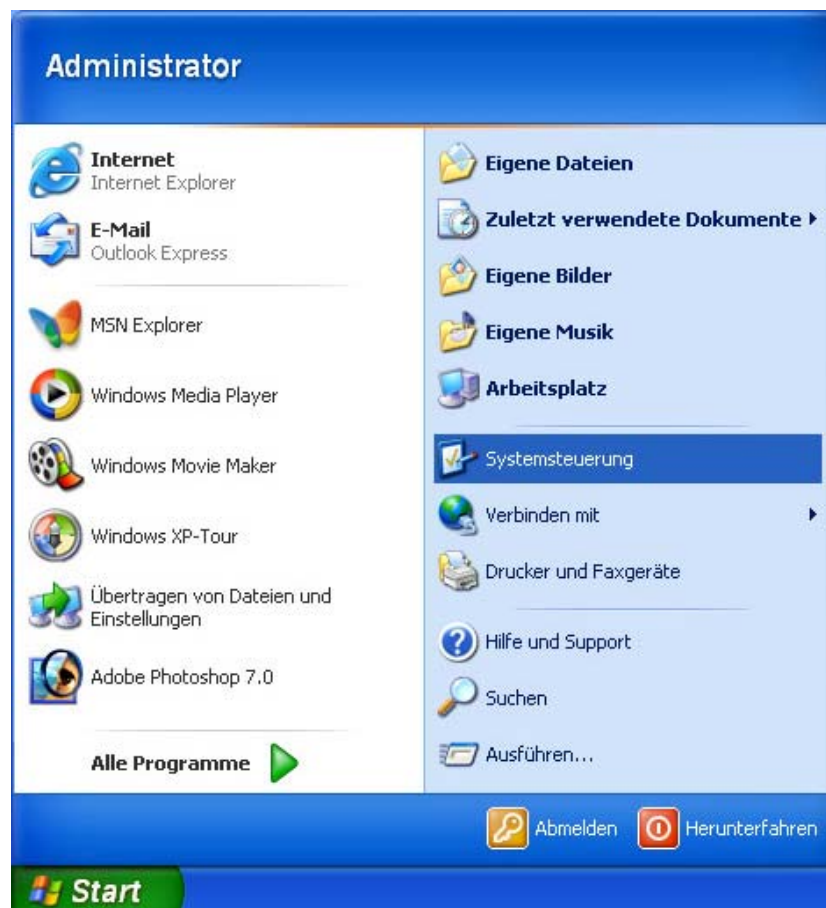 Administrator
Internet
Internet Explorer
E-Mail
Outlook Express
MSN Explorer
Windows Media Player
Windows Movie Maker
Windows XP-Tour
Übertragen von Dateien und
Einstellungen
Adobe Photoshop 7.0
Alle Programme
Eigene Dateien
Zuletzt verwendete Dokumente
Eigene Bilder
Eigene Musik
Arbeitsplatz
Systemsteuerung
Verbinden mit
Drucker und Faxgeräte
Hilfe und Support
Suchen
Ausführen...
Abmelden
Herunterfahren
Start